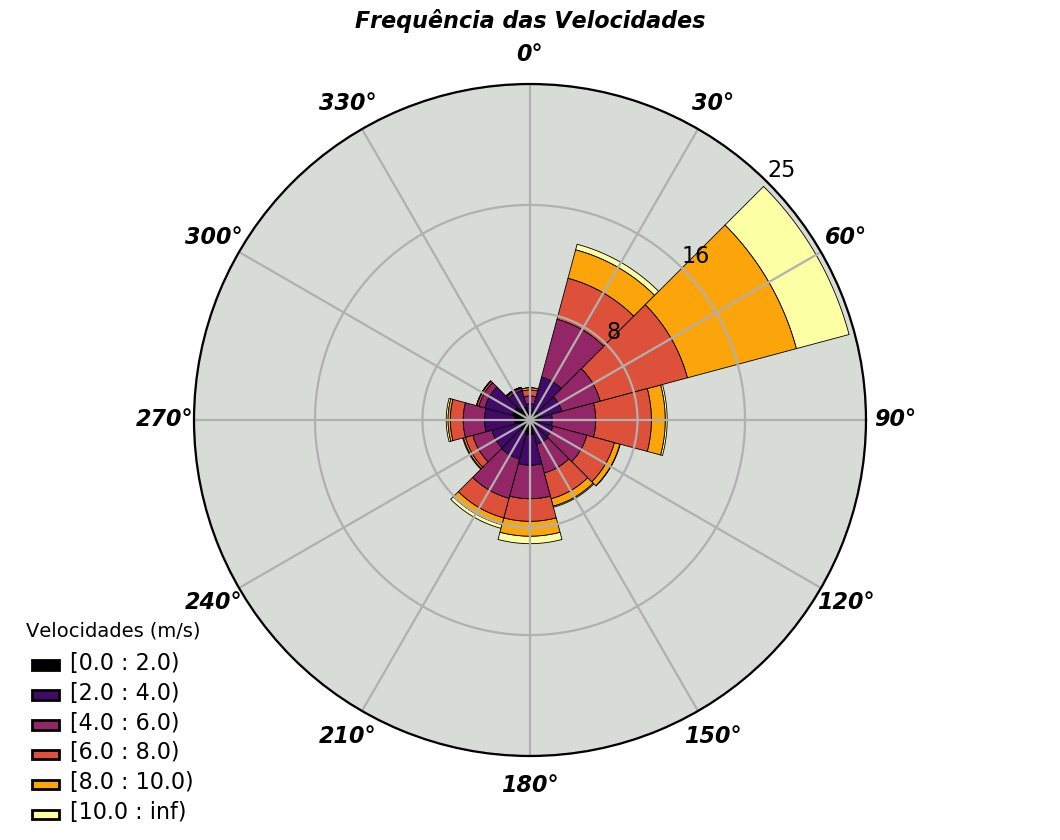 Frequência das Velocidades
0°
330°
30°
25
300°
60°
16
8
270°
90°
240°
120°
Velocidades (m/s)
[0.0 : 2.0)
[2.0 : 4.0)
[4.0 : 6.0)
210°
150°
[6.0 : 8.0)
[8.0 : 10.0)
180°
[10.0 : inf)